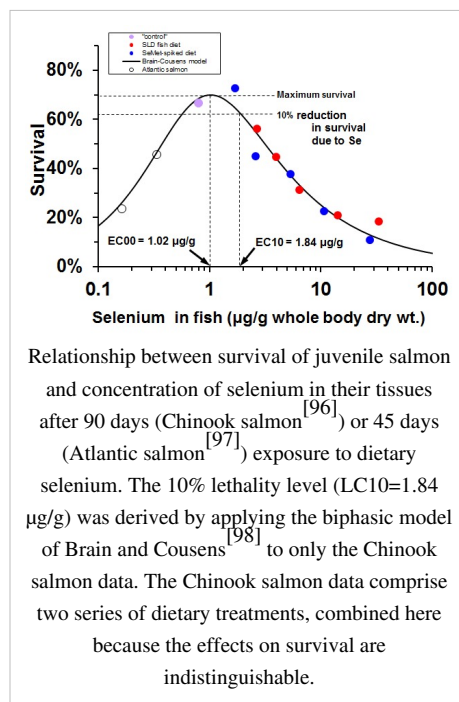 "control"
SLD fish diet
SeMet-spiked diet
Brain-Cousens model
Atlantic salmon
80%
60%
40%
20%
0%
Survival
Maximum survival
10% reduction
in survival
due to Se
EC00 = 1.02 µg/g
EC10 = 1.84 µg/g
0.1
1
10
100
Selenium in fish (µg/g whole body dry wt.)
Relationship between survival of juvenile salmon
and concentration of selenium in their tissues
after 90 days (Chinook salmon[96]) or 45 days
(Atlantic salmon[97]) exposure to dietary
selenium. The 10% lethality level (LC10=1.84
µg/g) was derived by applying the biphasic model
of Brain and Cousens[98] to only the Chinook
salmon data. The Chinook salmon data comprise
two series of dietary treatments, combined here
because the effects on survival are
indistinguishable.